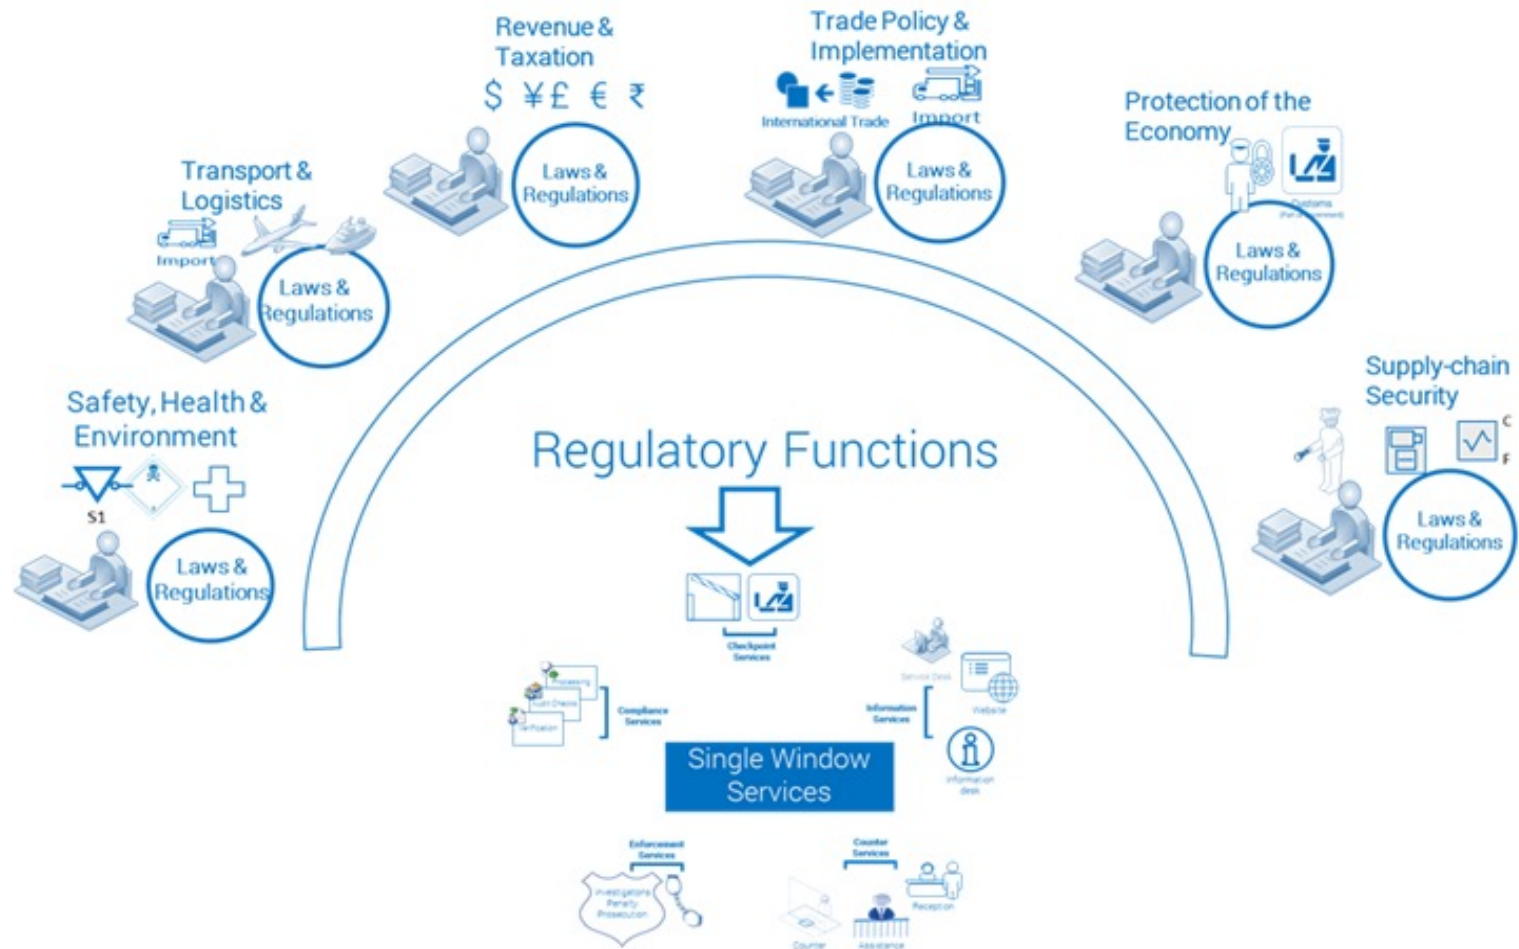 Revenue &
Taxation
$ ¥ £ € ₹
Laws &
Regulations
Trade Policy &
Implementation
International Trade
Import
Laws &
Regulations
Protection of the
Economy
Customs
Laws &
Regulations
Transport &
Logistics
Import
Laws &
Regulations
Supply-chain
Security
C
F
Laws &
Regulations
Safety, Health &
Environment
S1
Laws &
Regulations
Regulatory Functions
Checkpoint
Services
Processing
Audit Checks
Verification
Compliance
Services
Service Desk
Website
Information
Services
Information
desk
Single Window
Services
Enforcement
Services
Investigations
Penalty
Prosecution
Counter
Services
Reception
Counter
Assistance